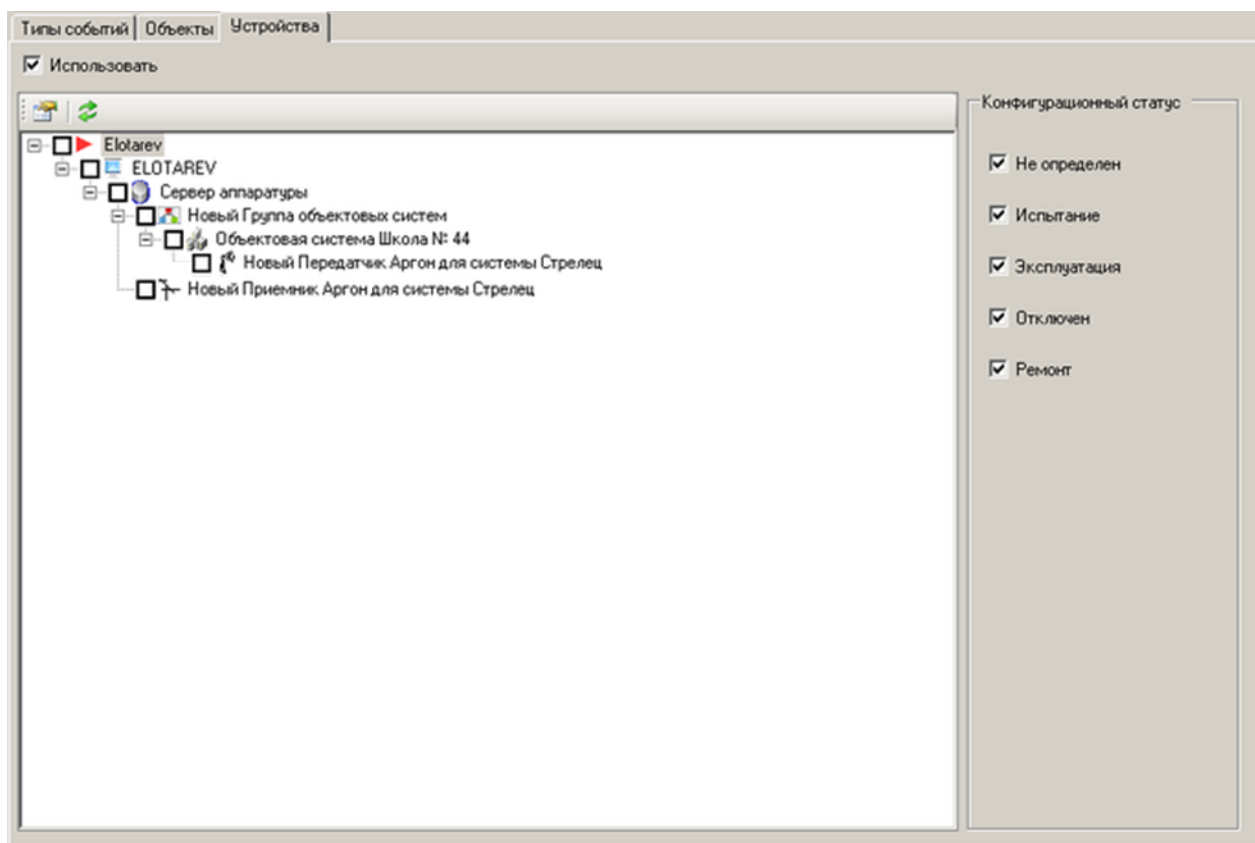 Типы событий Объекты Устройства
Использовать
Конфигурационный статус
Elotarev
ELOTAREV
Сервер аппаратуры
Новый Группа объектовых систем
Объектовая система Школа № 44
Новый Передатчик Аргон для системы Стрелец
Новый Приемник Аргон для системы Стрелец
Не определен
Испытание
Эксплуатация
Отключен
Ремонт